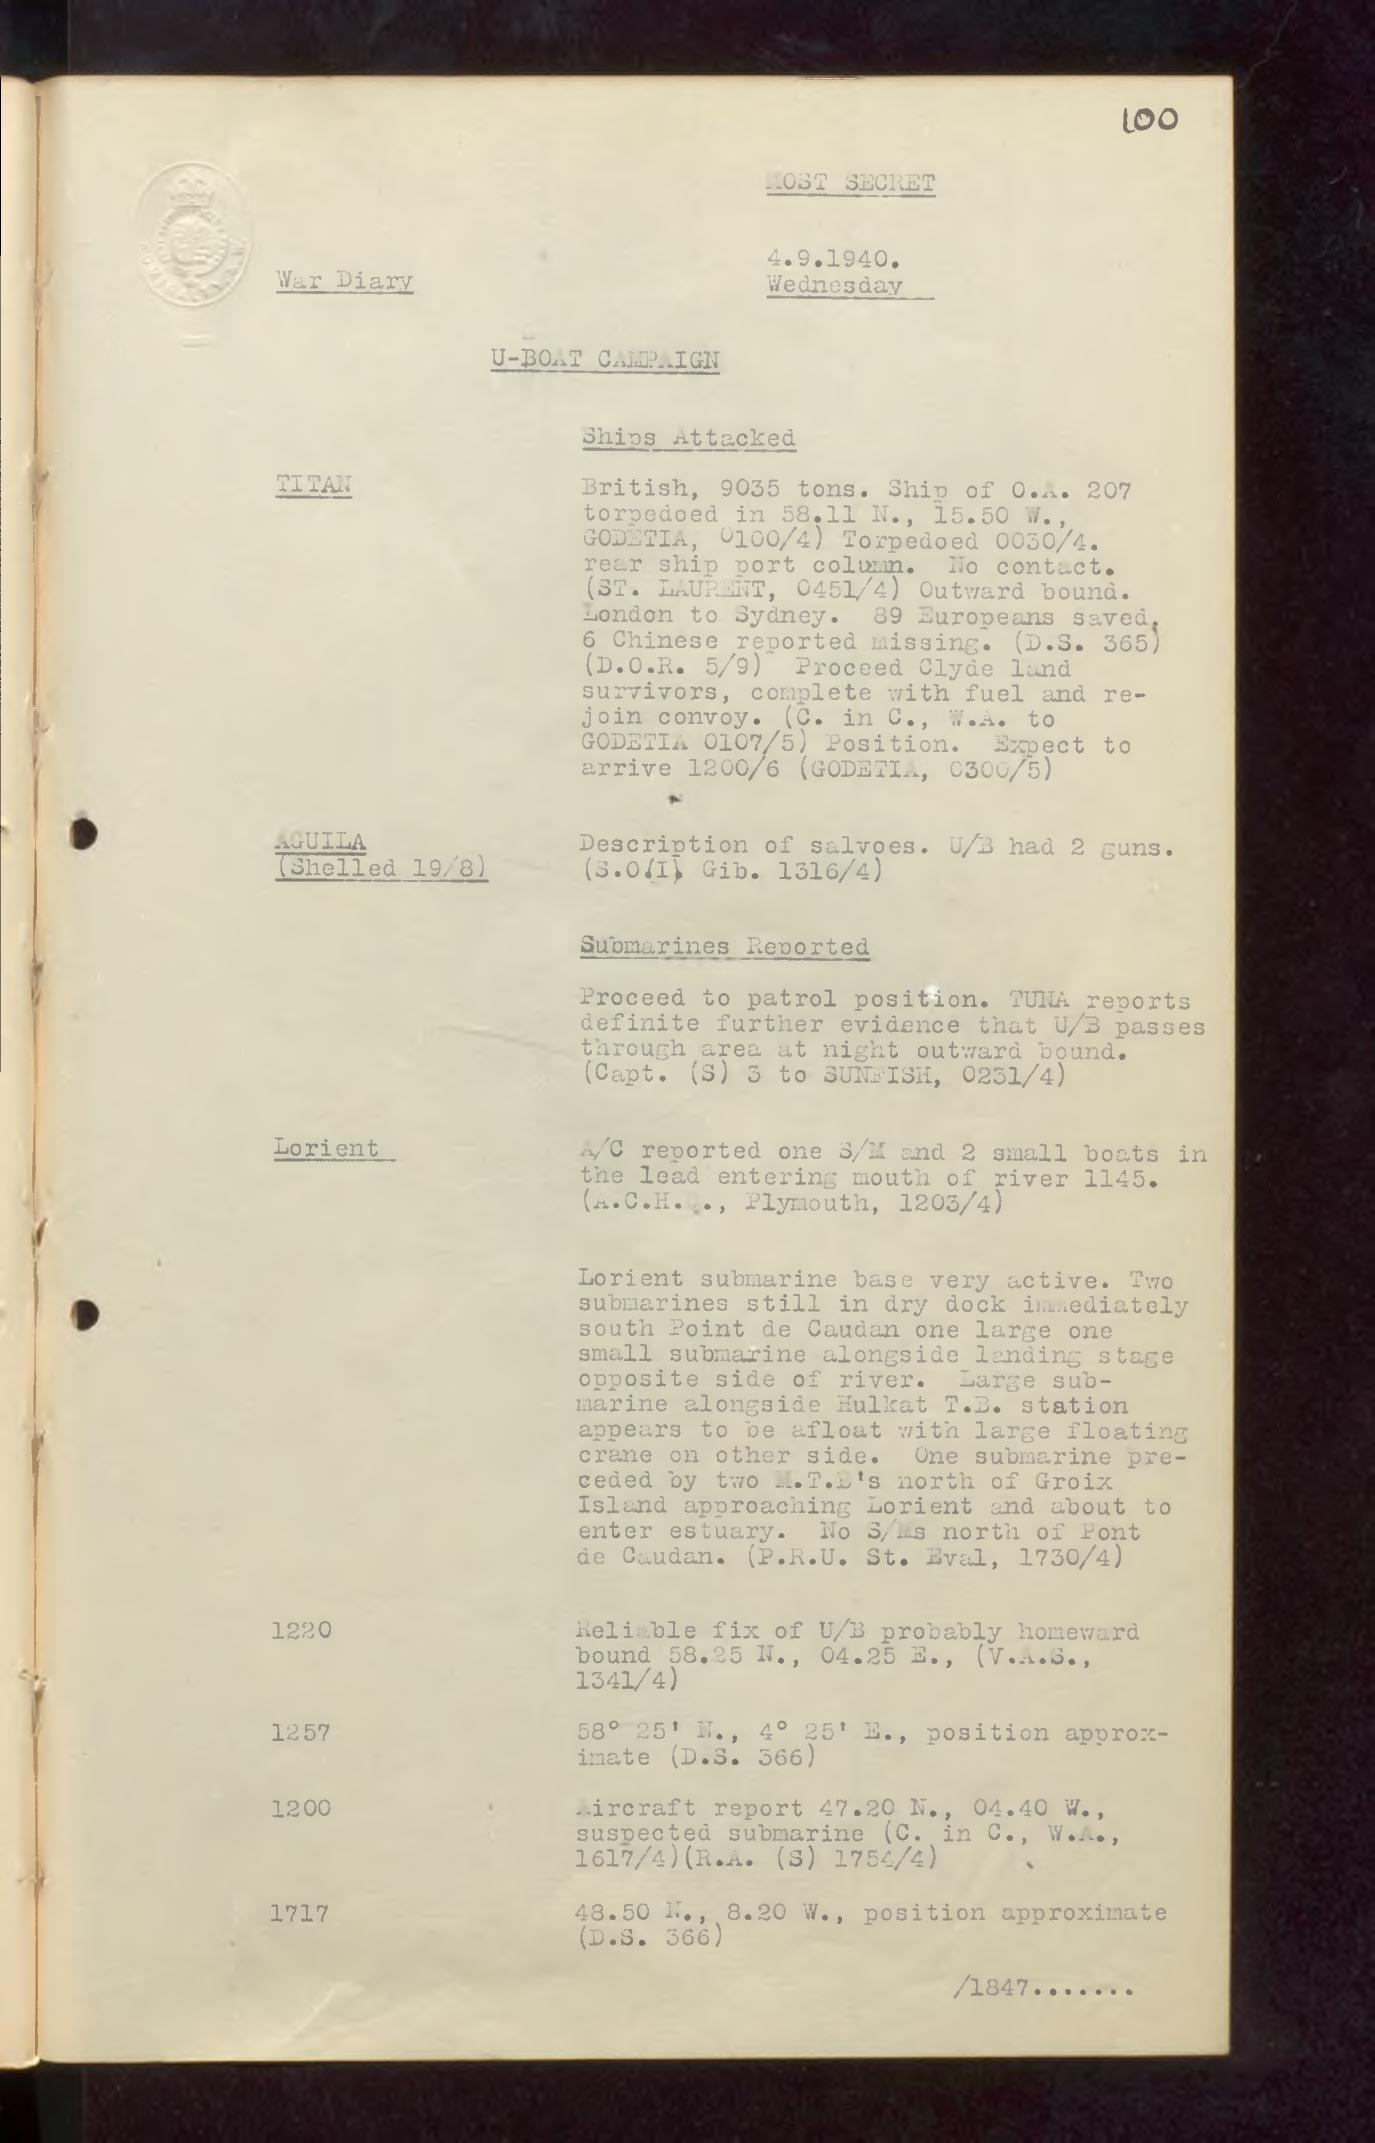 100
MOST SECRET
4.9.1940.
War Diary
Wednesday
U-BOAT CAMPAIGN
Ships Attacked
TITAN
British, 9035 tons. Ship of O.A. 207
torpedoed in 58.11 N., 15.50 W.,
GODETIA, 0100/4) Torpedoed 0030/4.
rear ship port column. No contact.
(ST. LAURENT, 0451/4) Outward bound.
London to Sydney. 89 Europeans saved,
6 Chinese reported missing. (D.S. 365)
(D.O.R. 5/9) Proceed Clyde land
survivors, complete with fuel and re-
join convoy. (C. in C., W.A. to
GODETIA 0107/5) Position. Expect to
arrive 1200/6 (GODETIA, 0300/5)
AGUILA
(Shelled 19/8)
Description of salvoes. U/B had 2 guns.
(S.O.(I) Gib. 1316/4)
Submarines Reported
Proceed to patrol position. TUNA reports
definite further evidence that U/B passes
through area at night outward bound.
(Capt. (S) 3 to SUNFISH, 0231/4)
Lorient
A/C reported one S/M and 2 small boats in
the lead entering mouth of river 1145.
(A.C.H. ., Plymouth, 1203/4)
Lorient submarine base very active. Two
submarines still in dry dock immediately
south Point de Caudan one large one
small submarine alongside landing stage
opposite side of river. Large sub-
marine alongside Hulkat T.B. station
appears to be afloat with large floating
crane on other side. One submarine pre-
ceded by two M.T.B's north of Groix
Island approaching Lorient and about to
enter estuary. No S/Ms north of Pont
de Caudan. (P.R.U. St. Eval, 1730/4)
1220
Reliable fix of U/B probably homeward
bound 58.25 N., 04.25 E., (V.A.S.,
1341/4)
1257
58° 25' N., 4° 25' E., position approx-
imate (D.S. 366)
1200
Aircraft report 47.20 N., 04.40 W.,
suspected submarine (C. in C., W.A.,
1617/4)(R.A. (S) 1754/4)
1717
48.50 N., 8.20 W., position approximate
(D.S. 366)
/1847.......